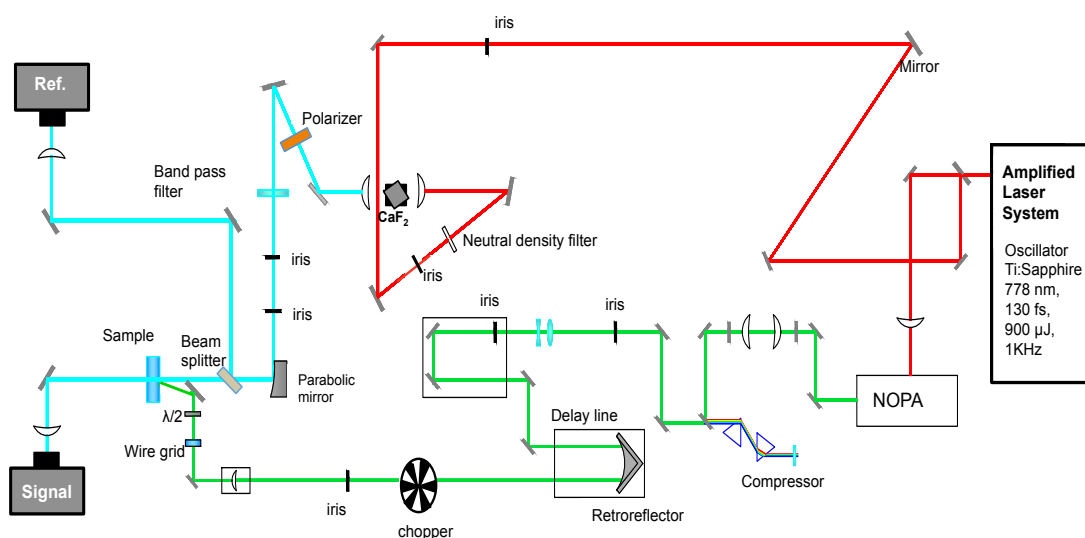 iris
Ref.
Mirror
Polarizer
Band pass
filter
Amplified
Laser
System
CaF₂
Oscillator
Ti:Sapphire
778 nm,
130 fs,
900 µJ,
1KHz
Neutral density filter
iris
iris
iris
iris
iris
Sample
Beam
splitter
Parabolic
mirror
NOPA
λ/2
Delay line
Wire grid
Compressor
Signal
Retroreflector
iris
chopper